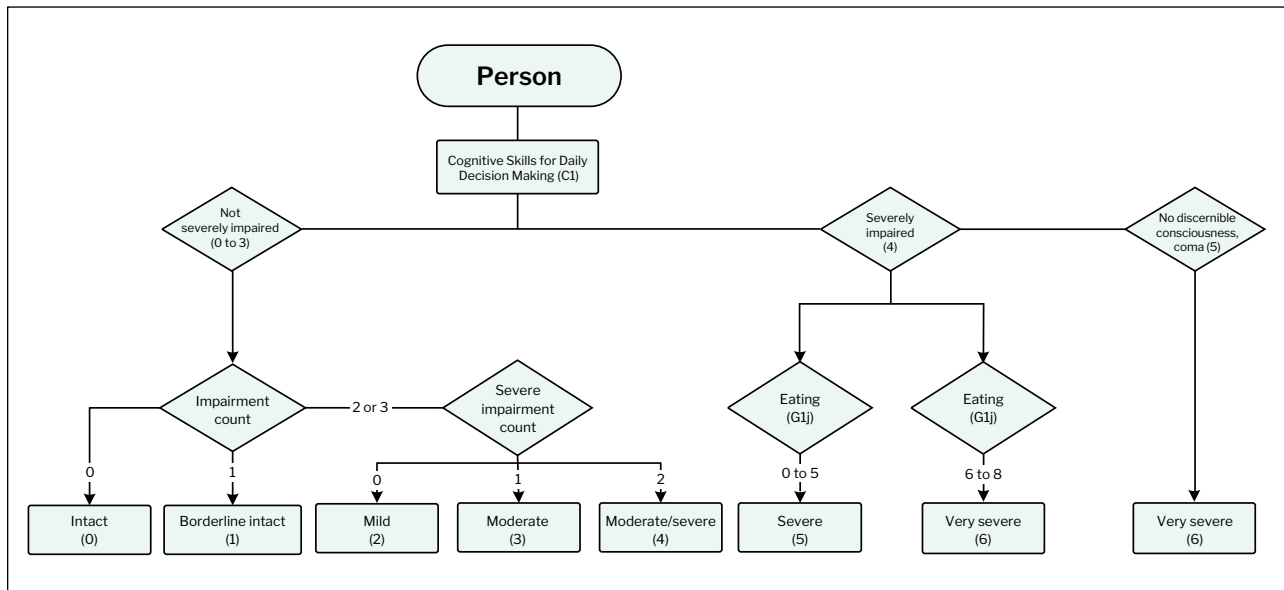 Person
Cognitive Skills for Daily
Decision Making (C1)
Not
severely impaired
(0 to 3)
Severely
impaired
(4)
No discernible
consciousness,
coma (5)
Impairment
count
2 or 3
Severe
impairment
count
Eating
(G1j)
Eating
(G1j)
0
1
0
1
2
0 to 5
6 to 8
Intact
(0)
Borderline intact
(1)
Mild
(2)
Moderate
(3)
Moderate/severe
(4)
Severe
(5)
Very severe
(6)
Very severe
(6)